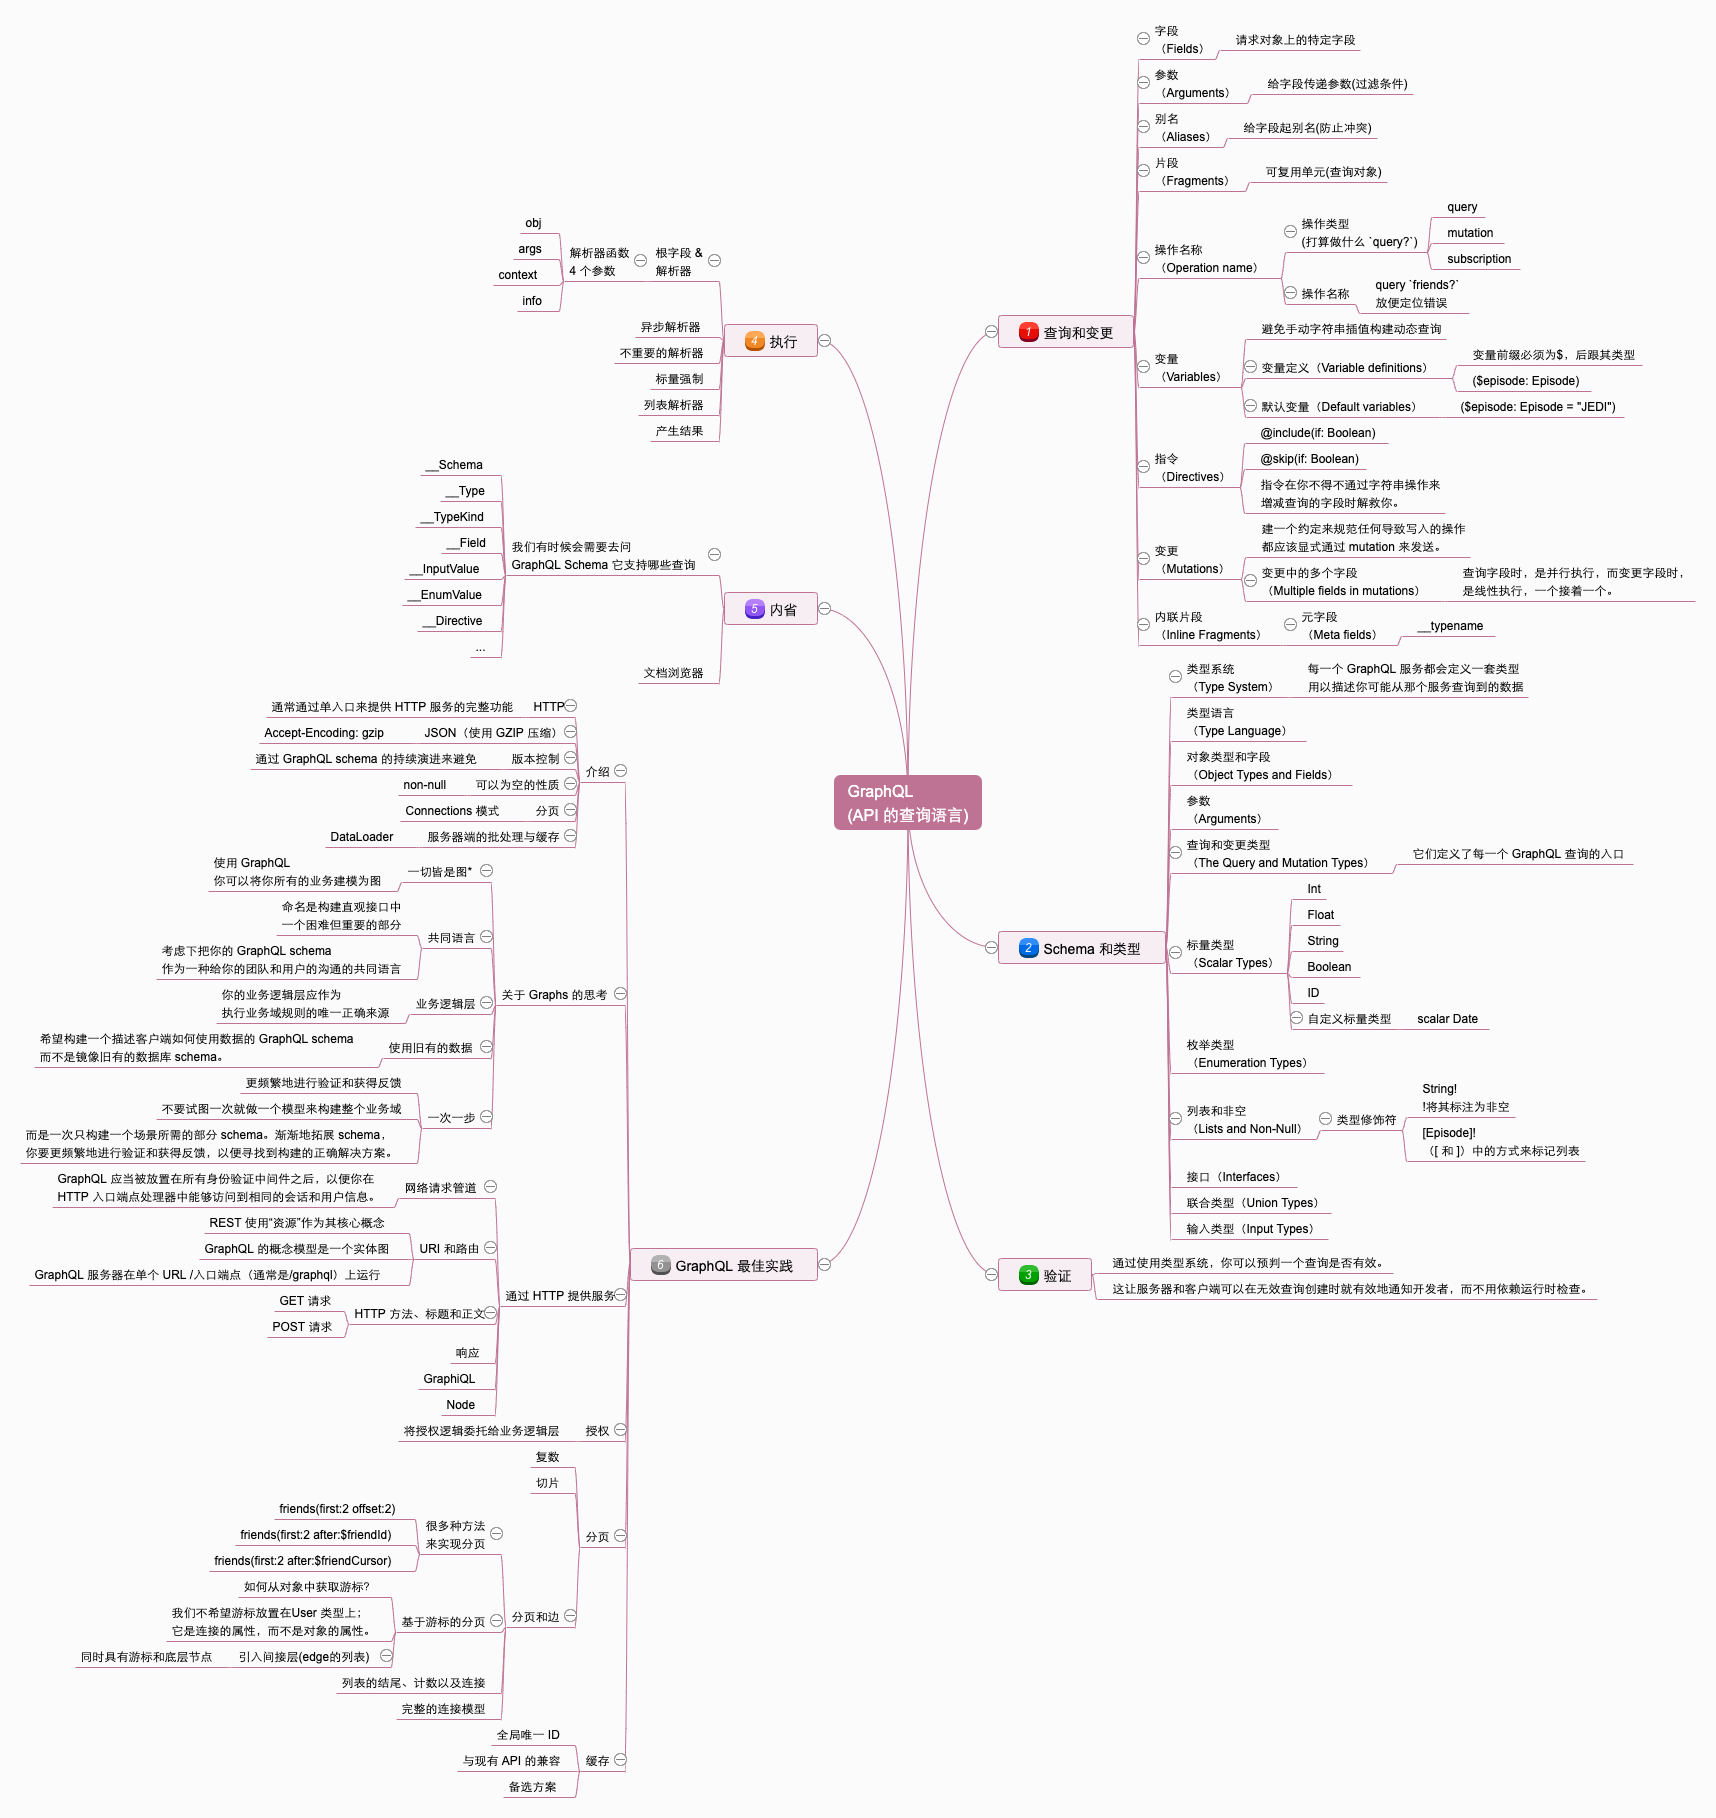 GraphQL
(API 的查询语言)
1 查询和变更
字段
（Fields）
请求对象上的特定字段
参数
（Arguments）
给字段传递参数(过滤条件)
别名
（Aliases）
给字段起别名(防止冲突)
片段
（Fragments）
可复用单元(查询对象)
操作名称
（Operation name）
操作类型
(打算做什么 `query?`)
query
mutation
subscription
操作名称
query `friends?`
放便定位错误
变量
（Variables）
避免手动字符串插值构建动态查询
变量定义（Variable definitions）
变量前缀必须为$，后跟其类型
($episode: Episode)
默认变量（Default variables）
($episode: Episode = "JEDI")
指令
（Directives）
@include(if: Boolean)
@skip(if: Boolean)
指令在你不得不通过字符串操作来
增减查询的字段时解救你。
变更
（Mutations）
建一个约定来规范任何导致写入的操作
都应该显式通过 mutation 来发送。
变更中的多个字段
（Multiple fields in mutations）
查询字段时，是并行执行，而变更字段时，
是线性执行，一个接着一个。
内联片段
（Inline Fragments）
元字段
（Meta fields）
__typename
2 Schema 和类型
类型系统
（Type System）
每一个 GraphQL 服务都会定义一套类型
用以描述你可能从那个服务查询到的数据
类型语言
（Type Language）
对象类型和字段
（Object Types and Fields）
参数
（Arguments）
查询和变更类型
（The Query and Mutation Types）
它们定义了每一个 GraphQL 查询的入口
标量类型
（Scalar Types）
Int
Float
String
Boolean
ID
自定义标量类型
scalar Date
枚举类型
（Enumeration Types）
列表和非空
（Lists and Non-Null）
类型修饰符
String!
!将其标注为非空
[Episode]!
（[ 和 ]）中的方式来标记列表
接口（Interfaces）
联合类型（Union Types）
输入类型（Input Types）
3 验证
通过使用类型系统，你可以预判一个查询是否有效。
这让服务器和客户端可以在无效查询创建时就有效地通知开发者，而不用依赖运行时检查。
4 执行
根字段 &
解析器
解析器函数
4 个参数
obj
args
context
info
异步解析器
不重要的解析器
标量强制
列表解析器
产生结果
5 内省
我们有时候会需要去问
GraphQL Schema 它支持哪些查询
__Schema
__Type
__TypeKind
__Field
__InputValue
__EnumValue
__Directive
...
文档浏览器
6 GraphQL 最佳实践
介绍
HTTP
通常通过单入口来提供 HTTP 服务的完整功能
JSON（使用 GZIP 压缩）
Accept-Encoding: gzip
版本控制
通过 GraphQL schema 的持续演进来避免
可以为空的性质
non-null
分页
Connections 模式
服务器端的批处理与缓存
DataLoader
关于 Graphs 的思考
一切皆是图*
使用 GraphQL
你可以将你所有的业务建模为图
共同语言
命名是构建直观接口中
一个困难但重要的部分
考虑下把你的 GraphQL schema
作为一种给你的团队和用户的沟通的共同语言
业务逻辑层
你的业务逻辑层应作为
执行业务域规则的唯一正确来源
使用旧有的数据
希望构建一个描述客户端如何使用数据的 GraphQL schema
而不是镜像旧有的数据库 schema。
一次一步
更频繁地进行验证和获得反馈
不要试图一次就做一个模型来构建整个业务域
而是一次只构建一个场景所需的部分 schema。渐渐地拓展 schema，
你要更频繁地进行验证和获得反馈，以便寻找到构建的正确解决方案。
通过 HTTP 提供服务
网络请求管道
GraphQL 应当被放置在所有身份验证中间件之后，以便你在
HTTP 入口端点处理器中能够访问到相同的会话和用户信息。
URI 和路由
REST 使用“资源”作为其核心概念
GraphQL 的概念模型是一个实体图
GraphQL 服务器在单个 URL /入口端点（通常是/graphql）上运行
HTTP 方法、标题和正文
GET 请求
POST 请求
响应
GraphiQL
Node
授权
将授权逻辑委托给业务逻辑层
分页
复数
切片
分页和边
很多种方法
来实现分页
friends(first:2 offset:2)
friends(first:2 after:$friendId)
friends(first:2 after:$friendCursor)
基于游标的分页
如何从对象中获取游标?
我们不希望游标放置在User 类型上；
它是连接的属性，而不是对象的属性。
引入间接层(edge的列表)
同时具有游标和底层节点
列表的结尾、计数以及连接
完整的连接模型
缓存
全局唯一 ID
与现有 API 的兼容
备选方案